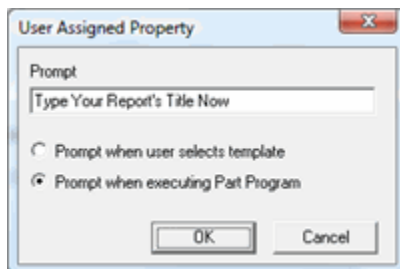 User Assigned Property
Prompt
Type Your Report's Title Now
Prompt when user selects template
Prompt when executing Part Program
OK Cancel